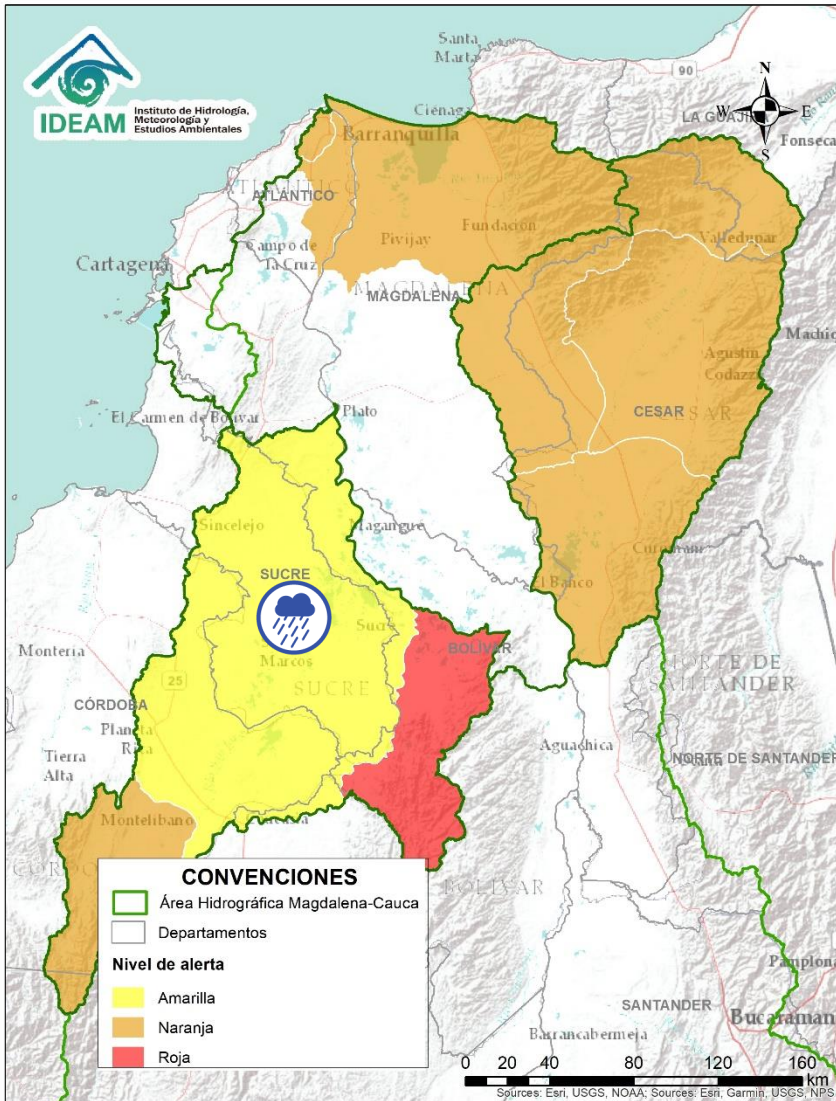 IDEAM
Instituto de Hidrología,
Meteorología y
Estudios Ambientales
Santa
Marta
90
N
W
E
S
Ciénaga
LA GUAJI
Fonseca
Barranquilla
ATLÁNTICO
Fundación
Pivijay
Valledupar
Campo de
la Cruz
Cartagena
MAGDALENA
Agustín
Codazzi
CESAR
CESAR
El Carmen de Bolívar
Plato
Sincelejo
Magangué
SUCRE
El Banco
Sucre
BOLÍVAR
Montería
Marcos
SUCRE
NORTE DE
SANTANDER
25
CÓRDOBA
Planeta
Rica
Tierra
Alta
Aguachica
NORTE DE SANTANDER
Montelíbano
BOLÍVAR
CONVENCIONES
Área Hidrográfica Magdalena-Cauca
Departamentos
Nivel de alerta
Amarilla
Naranja
Roja
Pamplona
SANTANDER
Bucaraman
Barrancabermeja
0 20 40 80 120 160
km
Sources: Esri, USGS, NOAA; Sources: Esri, Garmin, USGS, NPS